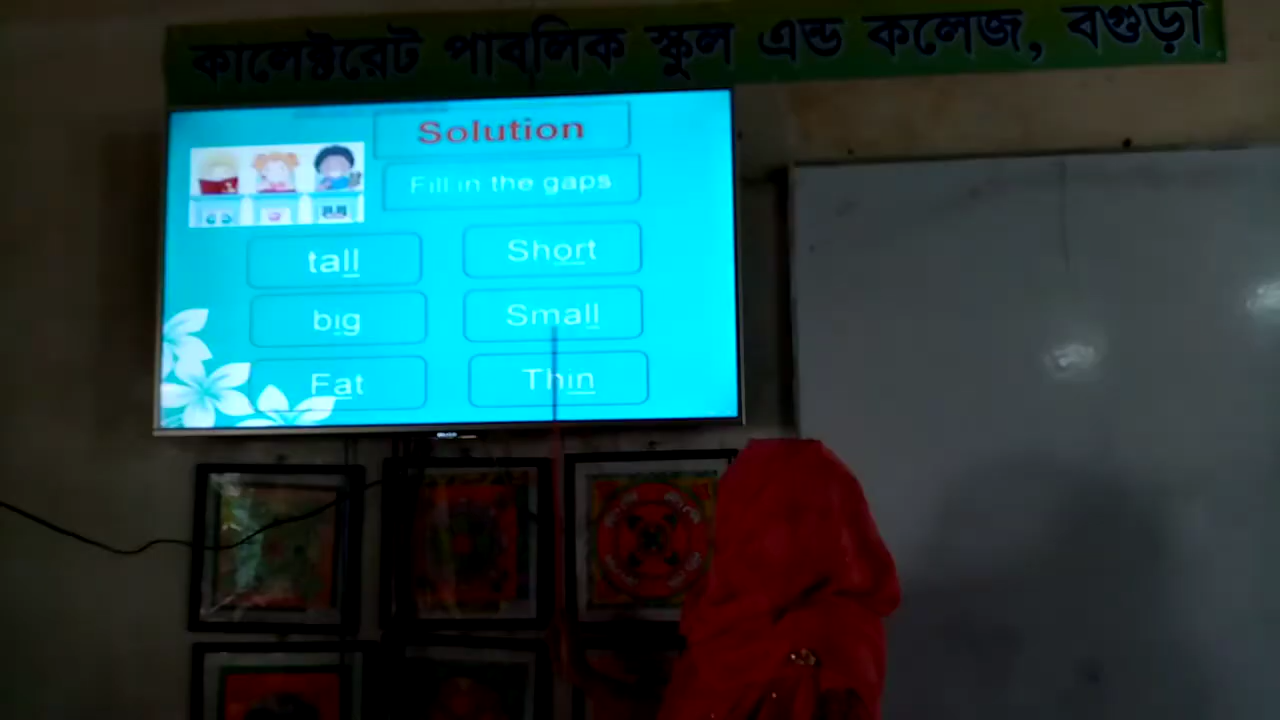 কালেক্টরেট পাবলিক স্কুল এন্ড কলেজ, বগুড়া
Solution
Fill in the gaps
tall Short
big Small
Fat Thin